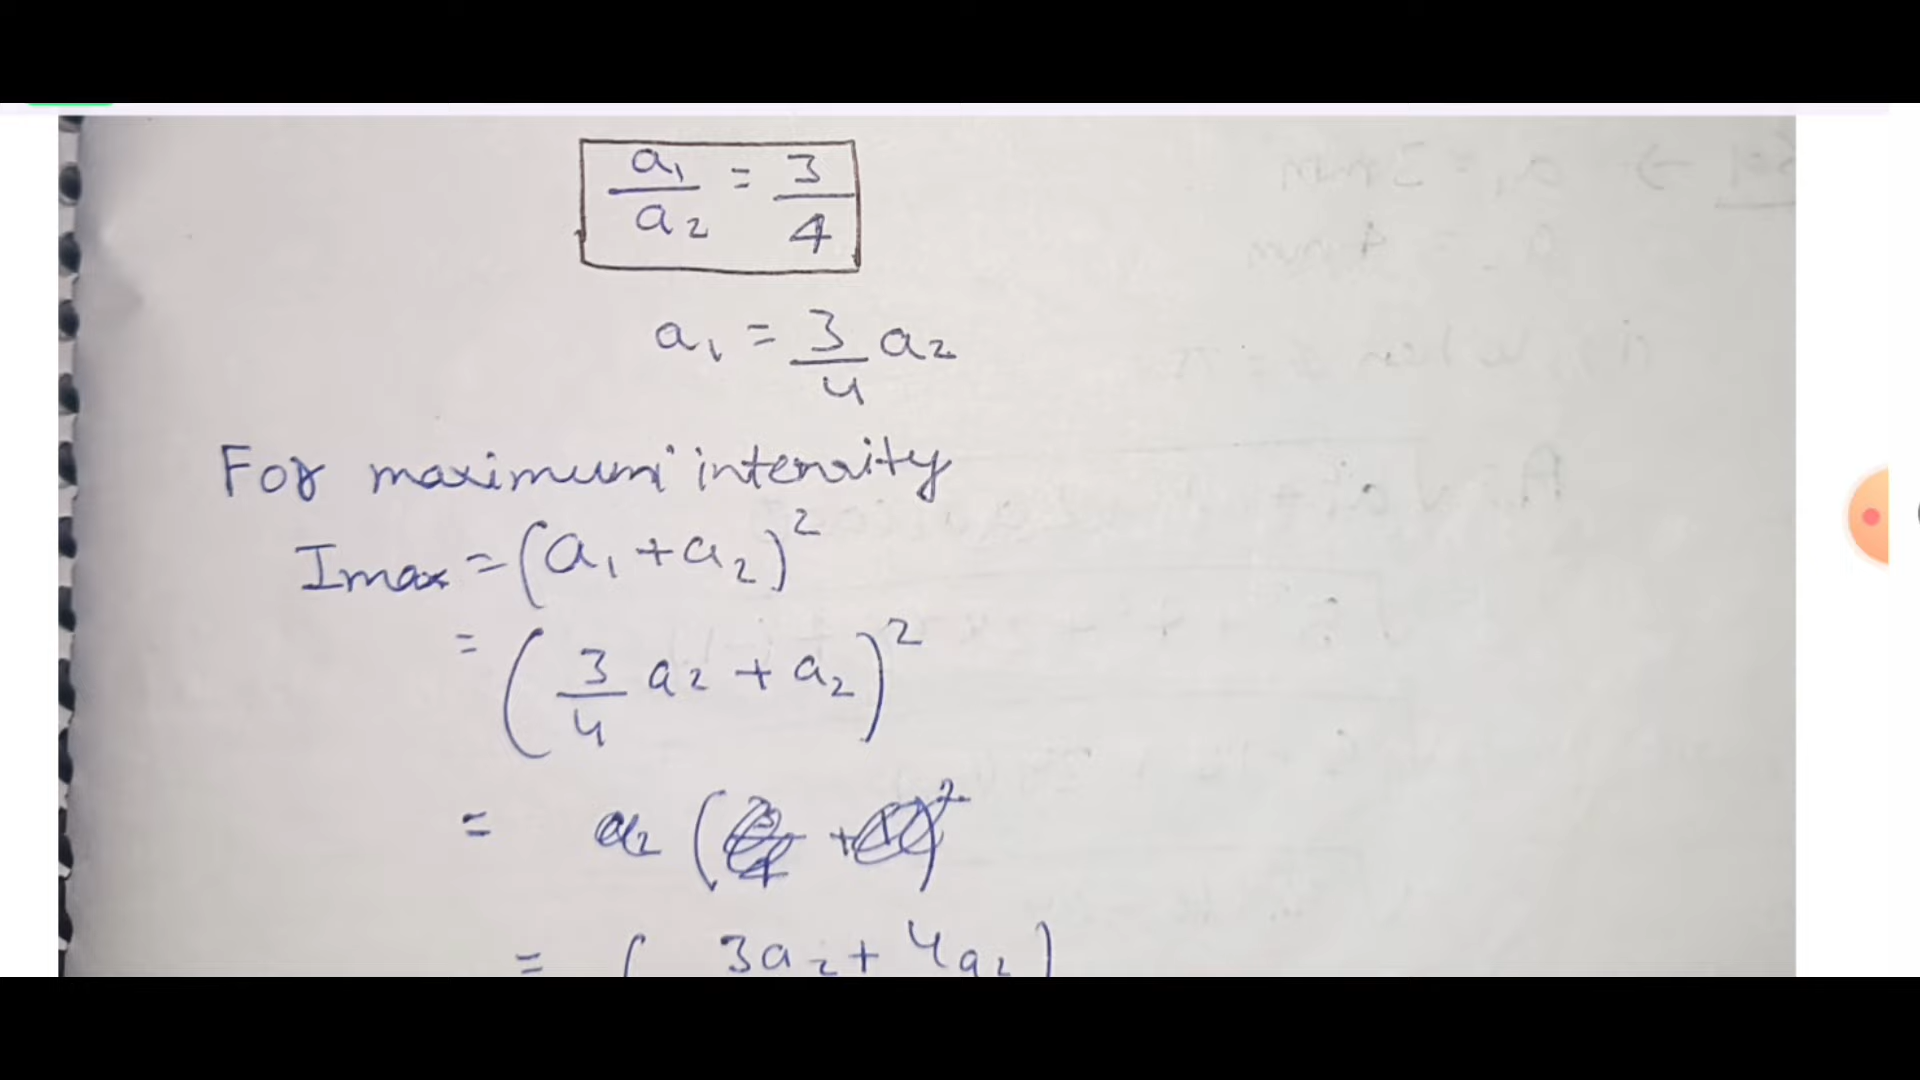 a₁/a₂ = 3/4
a₁ = 3/4 a₂
For maximum intensity
Imax = (a₁ + a₂)²
= (3/4 a₂ + a₂)²
= a₂ (
= ( 3a₂ + 4a₂ )